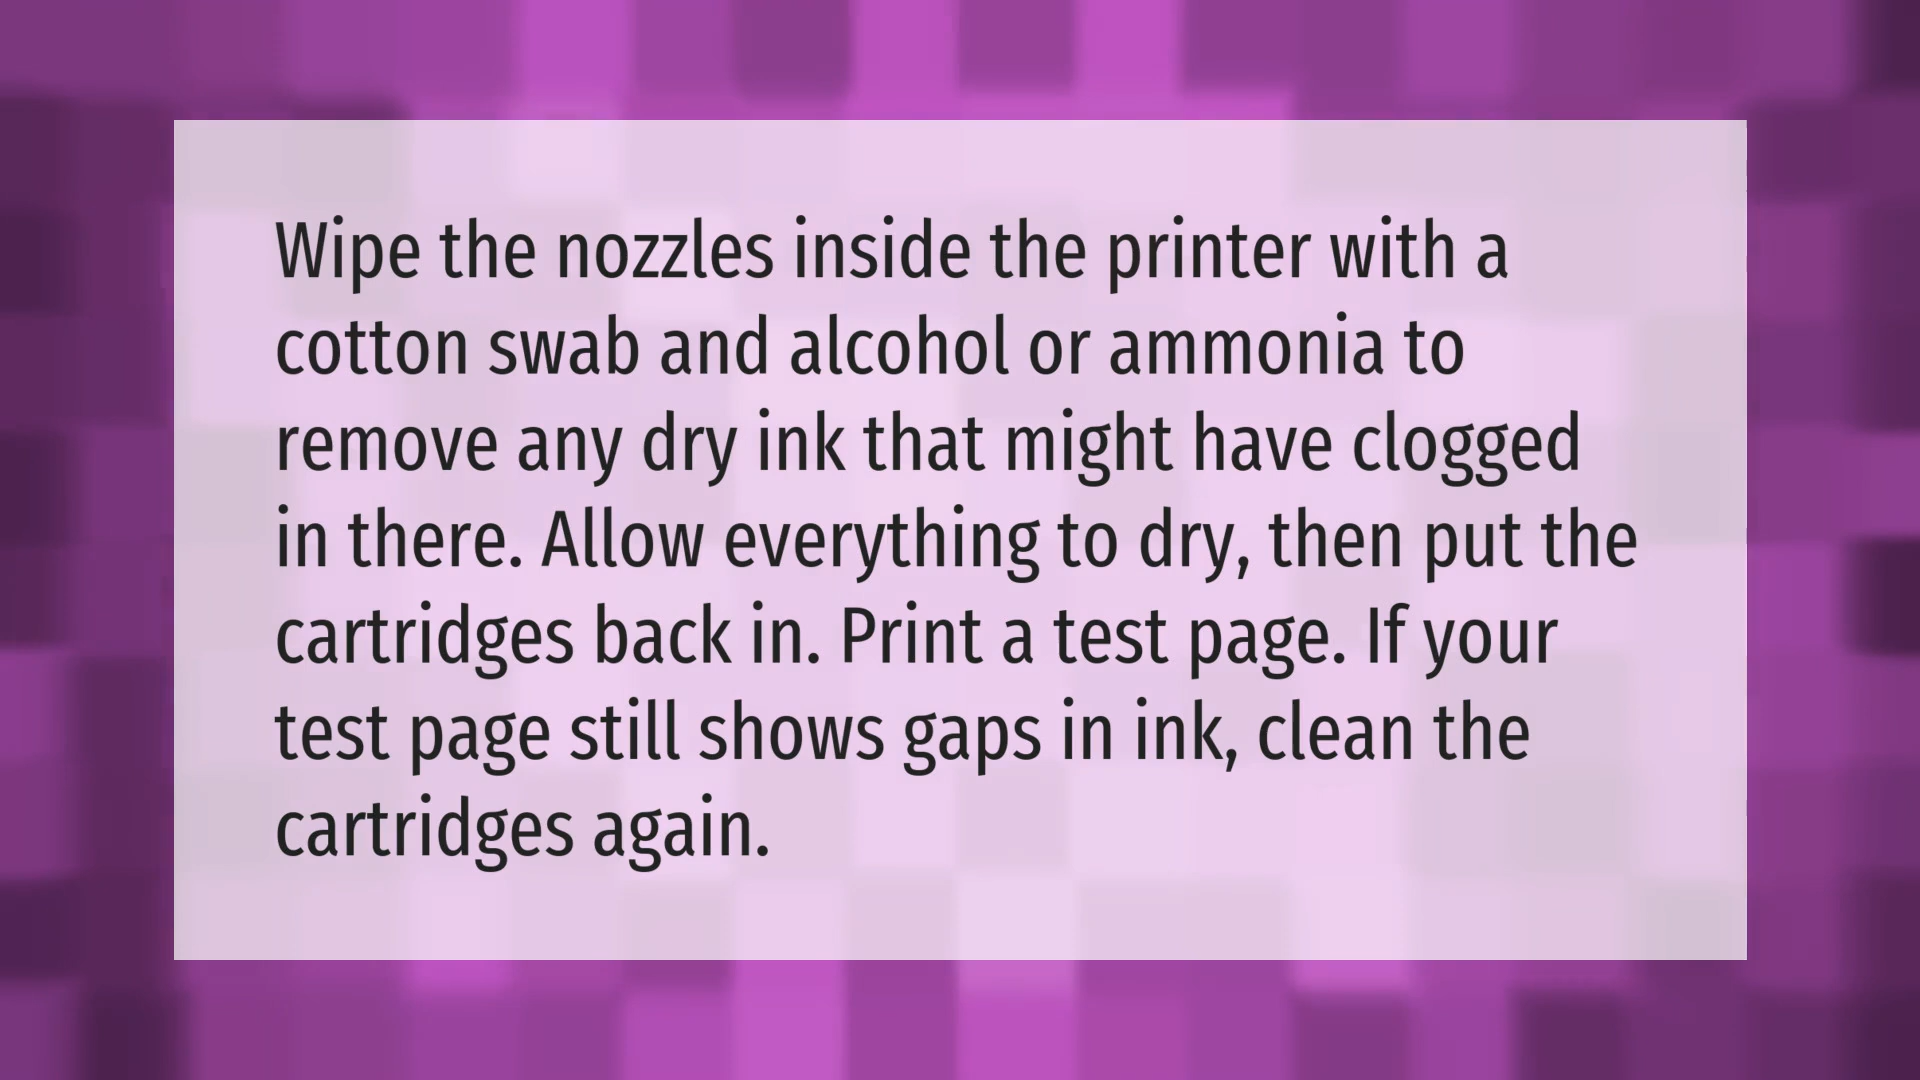 Wipe the nozzles inside the printer with a
cotton swab and alcohol or ammonia to
remove any dry ink that might have clogged
in there. Allow everything to dry, then put the
cartridges back in. Print a test page. If your
test page still shows gaps in ink, clean the
cartridges again.